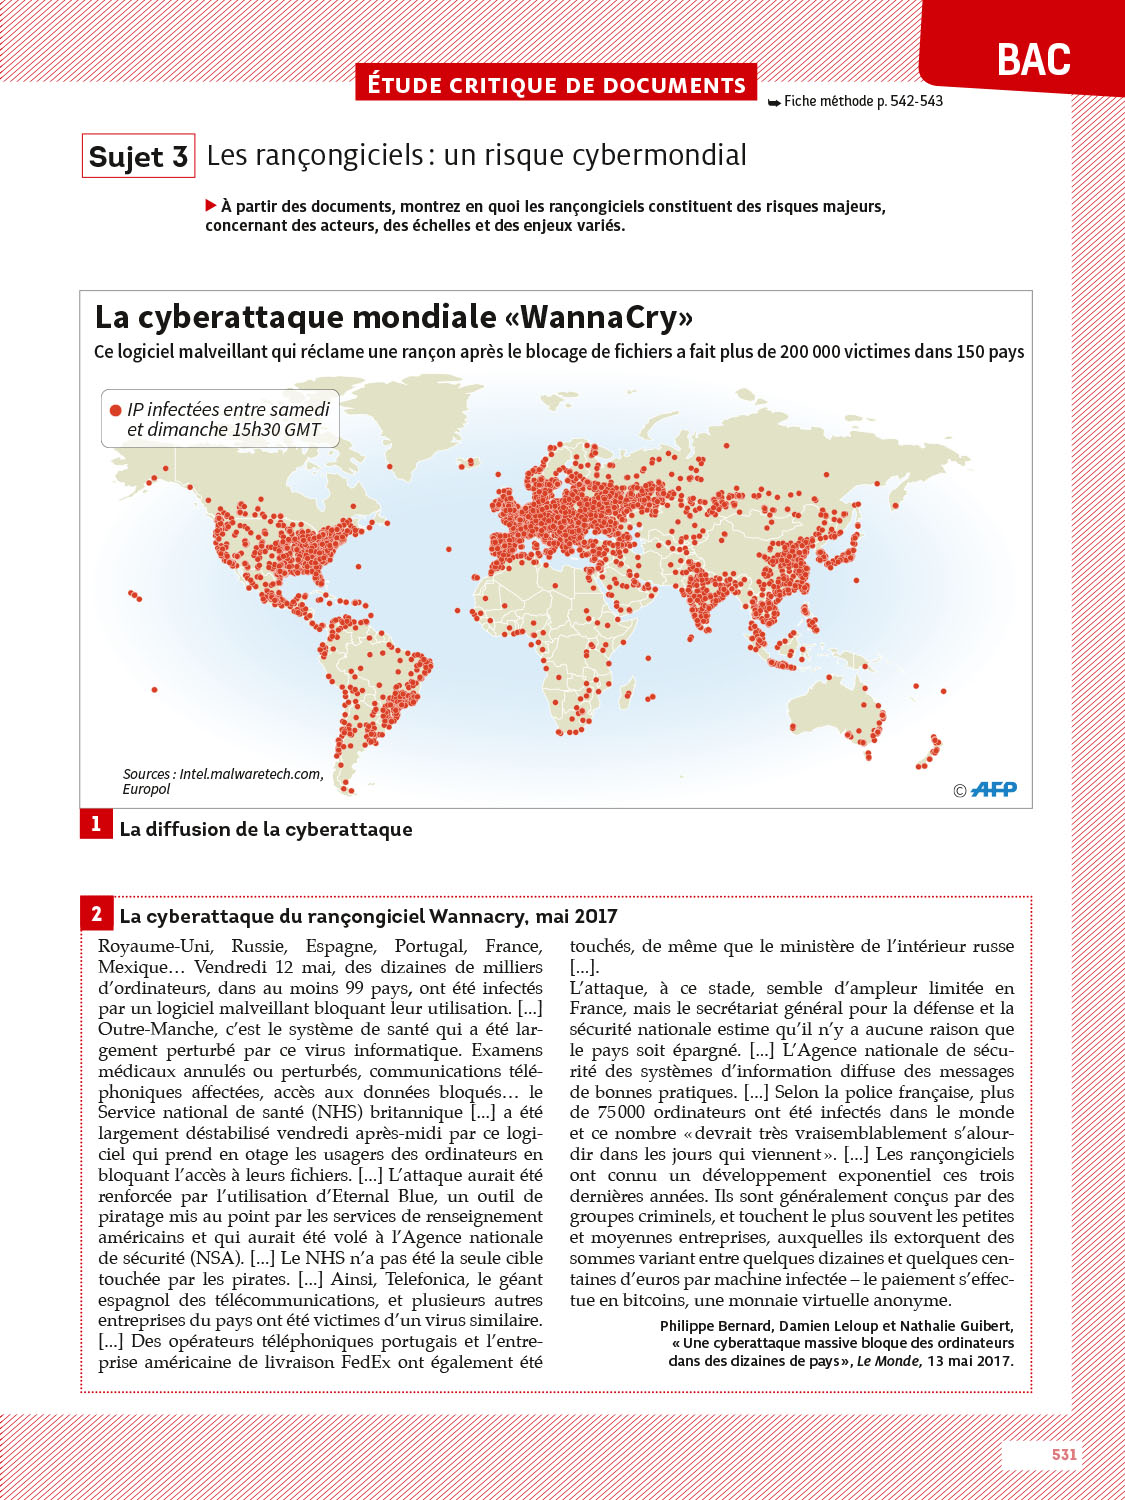 BAC
ÉTUDE CRITIQUE DE DOCUMENTS
➥ Fiche méthode p. 542-543
Sujet 3 Les rançongiciels : un risque cybermondial
▶ À partir des documents, montrez en quoi les rançongiciels constituent des risques majeurs,
concernant des acteurs, des échelles et des enjeux variés.
La cyberattaque mondiale «WannaCry»
Ce logiciel malveillant qui réclame une rançon après le blocage de fichiers a fait plus de 200 000 victimes dans 150 pays
IP infectées entre samedi
et dimanche 15h30 GMT
Sources : Intel.malwaretech.com,
Europol
© AFP
1 La diffusion de la cyberattaque
2 La cyberattaque du rançongiciel Wannacry, mai 2017
Royaume-Uni, Russie, Espagne, Portugal, France,
Mexique… Vendredi 12 mai, des dizaines de milliers
d'ordinateurs, dans au moins 99 pays, ont été infectés
par un logiciel malveillant bloquant leur utilisation. [...]
Outre-Manche, c'est le système de santé qui a été lar-
gement perturbé par ce virus informatique. Examens
médicaux annulés ou perturbés, communications télé-
phoniques affectées, accès aux données bloqués… le
Service national de santé (NHS) britannique [...] a été
largement déstabilisé vendredi après-midi par ce logi-
ciel qui prend en otage les usagers des ordinateurs en
bloquant l'accès à leurs fichiers. [...] L'attaque aurait été
renforcée par l'utilisation d'Eternal Blue, un outil de
piratage mis au point par les services de renseignement
américains et qui aurait été volé à l'Agence nationale
de sécurité (NSA). [...] Le NHS n'a pas été la seule cible
touchée par les pirates. [...] Ainsi, Telefonica, le géant
espagnol des télécommunications, et plusieurs autres
entreprises du pays ont été victimes d'un virus similaire.
[...] Des opérateurs téléphoniques portugais et l'entre-
prise américaine de livraison FedEx ont également été
touchés, de même que le ministère de l'intérieur russe
[...].
L'attaque, à ce stade, semble d'ampleur limitée en
France, mais le secrétariat général pour la défense et la
sécurité nationale estime qu'il n'y a aucune raison que
le pays soit épargné. [...] L'Agence nationale de sécu-
rité des systèmes d'information diffuse des messages
de bonnes pratiques. [...] Selon la police française, plus
de 75 000 ordinateurs ont été infectés dans le monde
et ce nombre « devrait très vraisemblablement s'alour-
dir dans les jours qui viennent ». [...] Les rançongiciels
ont connu un développement exponentiel ces trois
dernières années. Ils sont généralement conçus par des
groupes criminels, et touchent le plus souvent les petites
et moyennes entreprises, auxquelles ils extorquent des
sommes variant entre quelques dizaines et quelques cen-
taines d'euros par machine infectée – le paiement s'effec-
tue en bitcoins, une monnaie virtuelle anonyme.
Philippe Bernard, Damien Leloup et Nathalie Guibert,
« Une cyberattaque massive bloque des ordinateurs
dans des dizaines de pays », Le Monde, 13 mai 2017.
531